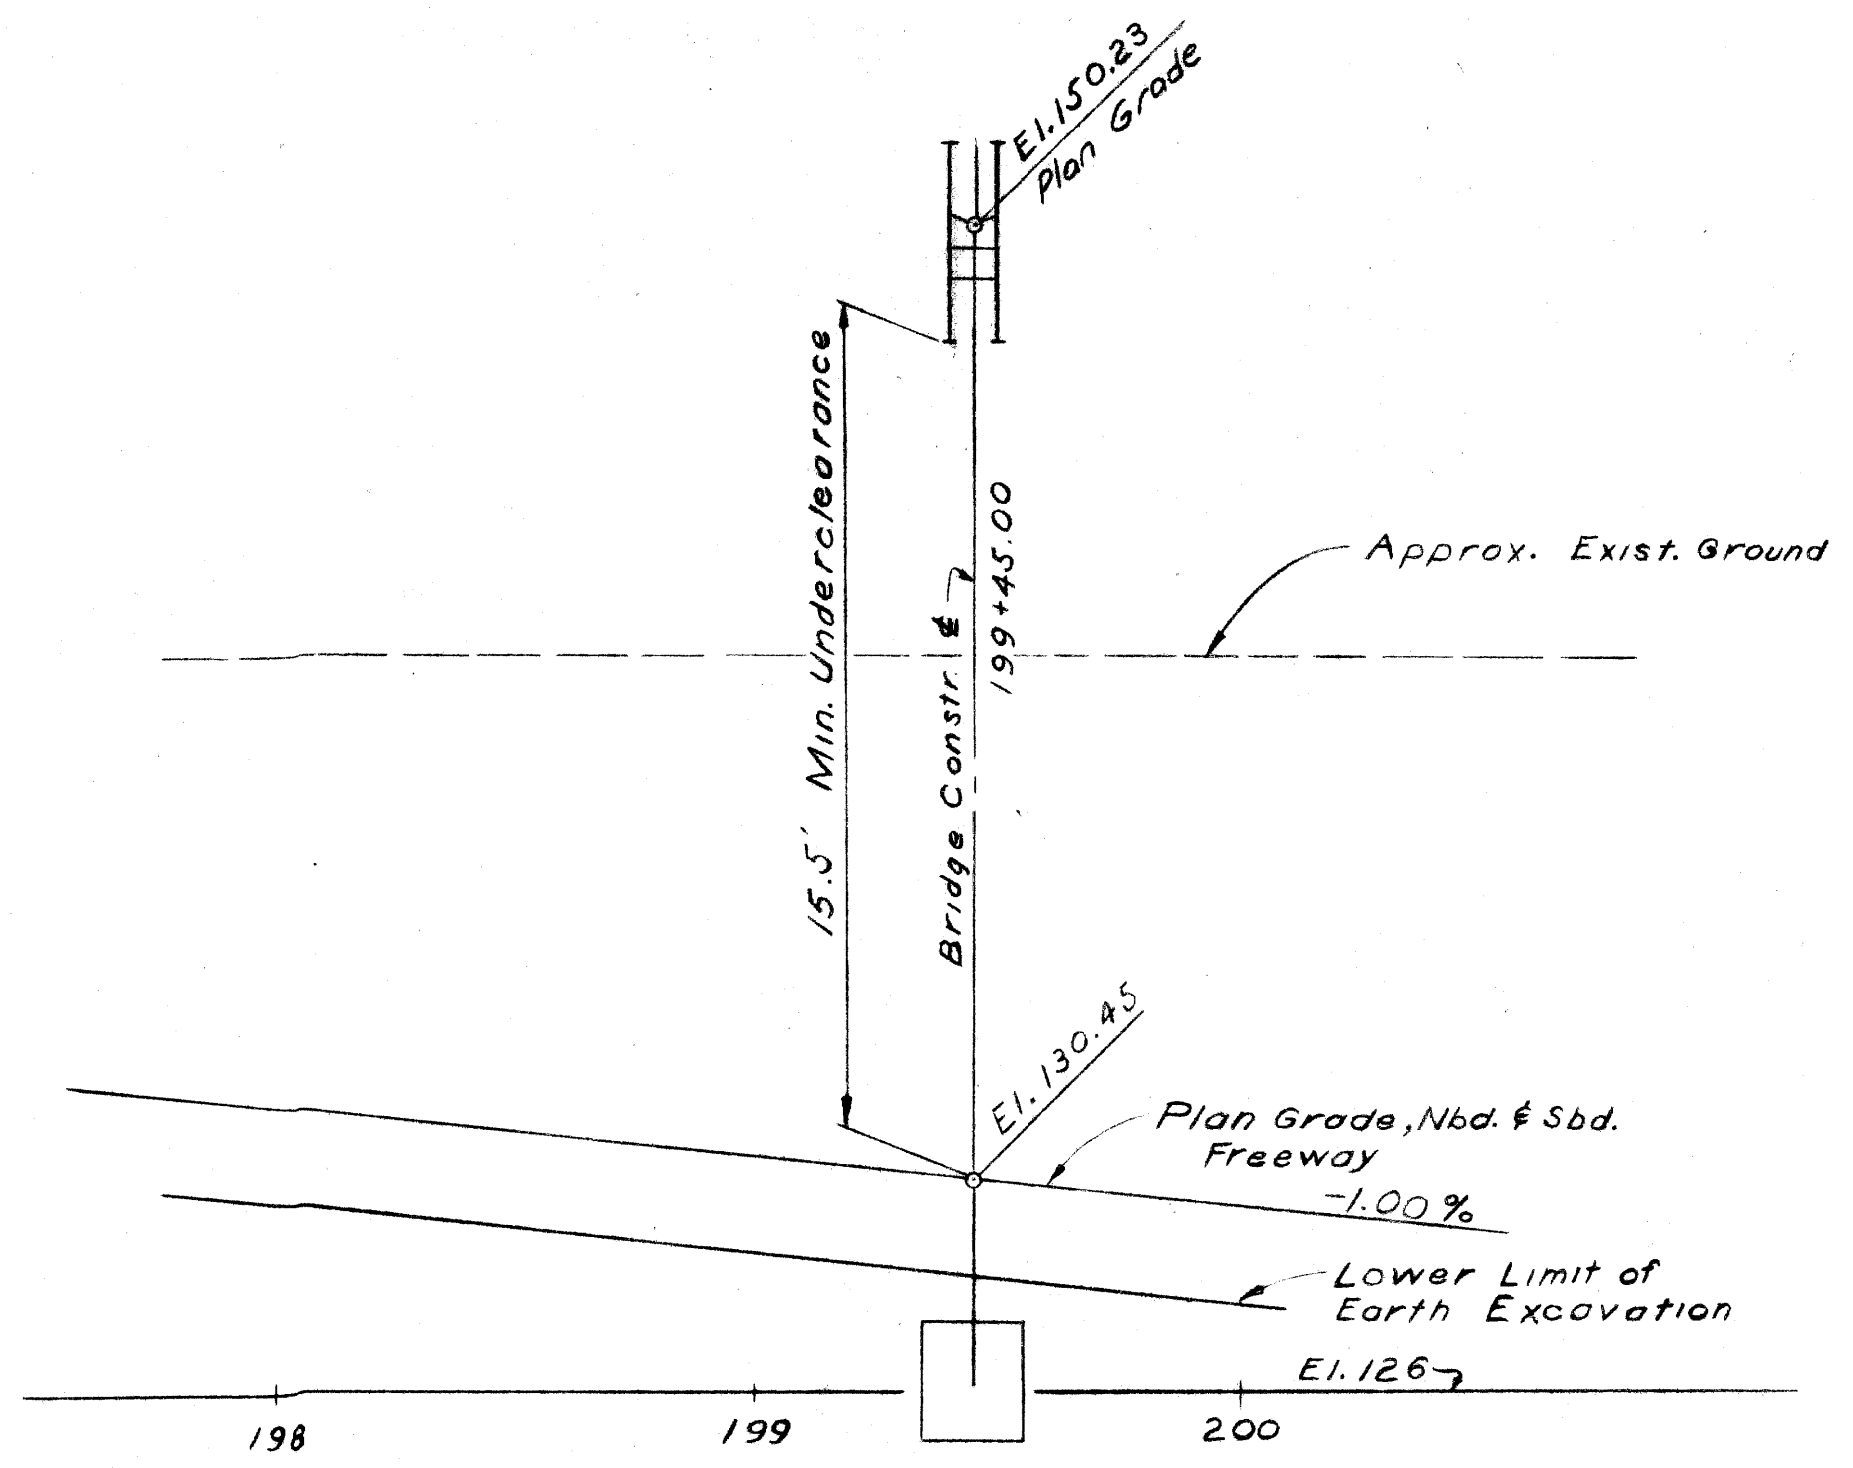 El. 150.23
Plan Grade
15.5' Min. Underclearance
Bridge Constr. ℄
199+45.00
Approx. Exist. Ground
El. 130.45
Plan Grade, Nbd. & Sbd.
Freeway
-1.00%
Lower Limit of
Earth Excavation
El. 126
198
199
200